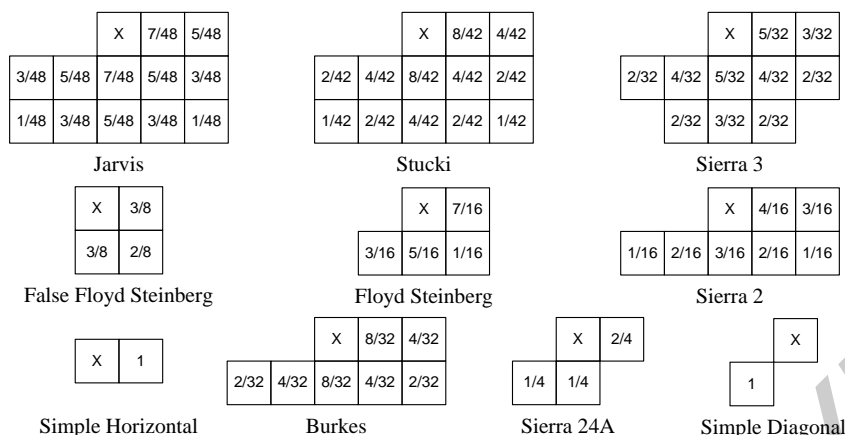 X 7/48 5/48
3/48 5/48 7/48 5/48 3/48
1/48 3/48 5/48 3/48 1/48
Jarvis
X 8/42 4/42
2/42 4/42 8/42 4/42 2/42
1/42 2/42 4/42 2/42 1/42
Stucki
X 5/32 3/32
2/32 4/32 5/32 4/32 2/32
2/32 3/32 2/32
Sierra 3
X 3/8
3/8 2/8
False Floyd Steinberg
X 7/16
3/16 5/16 1/16
Floyd Steinberg
X 4/16 3/16
1/16 2/16 3/16 2/16 1/16
Sierra 2
X 1
Simple Horizontal
X 8/32 4/32
2/32 4/32 8/32 4/32 2/32
Burkes
X 2/4
1/4 1/4
Sierra 24A
X
1
Simple Diagonal